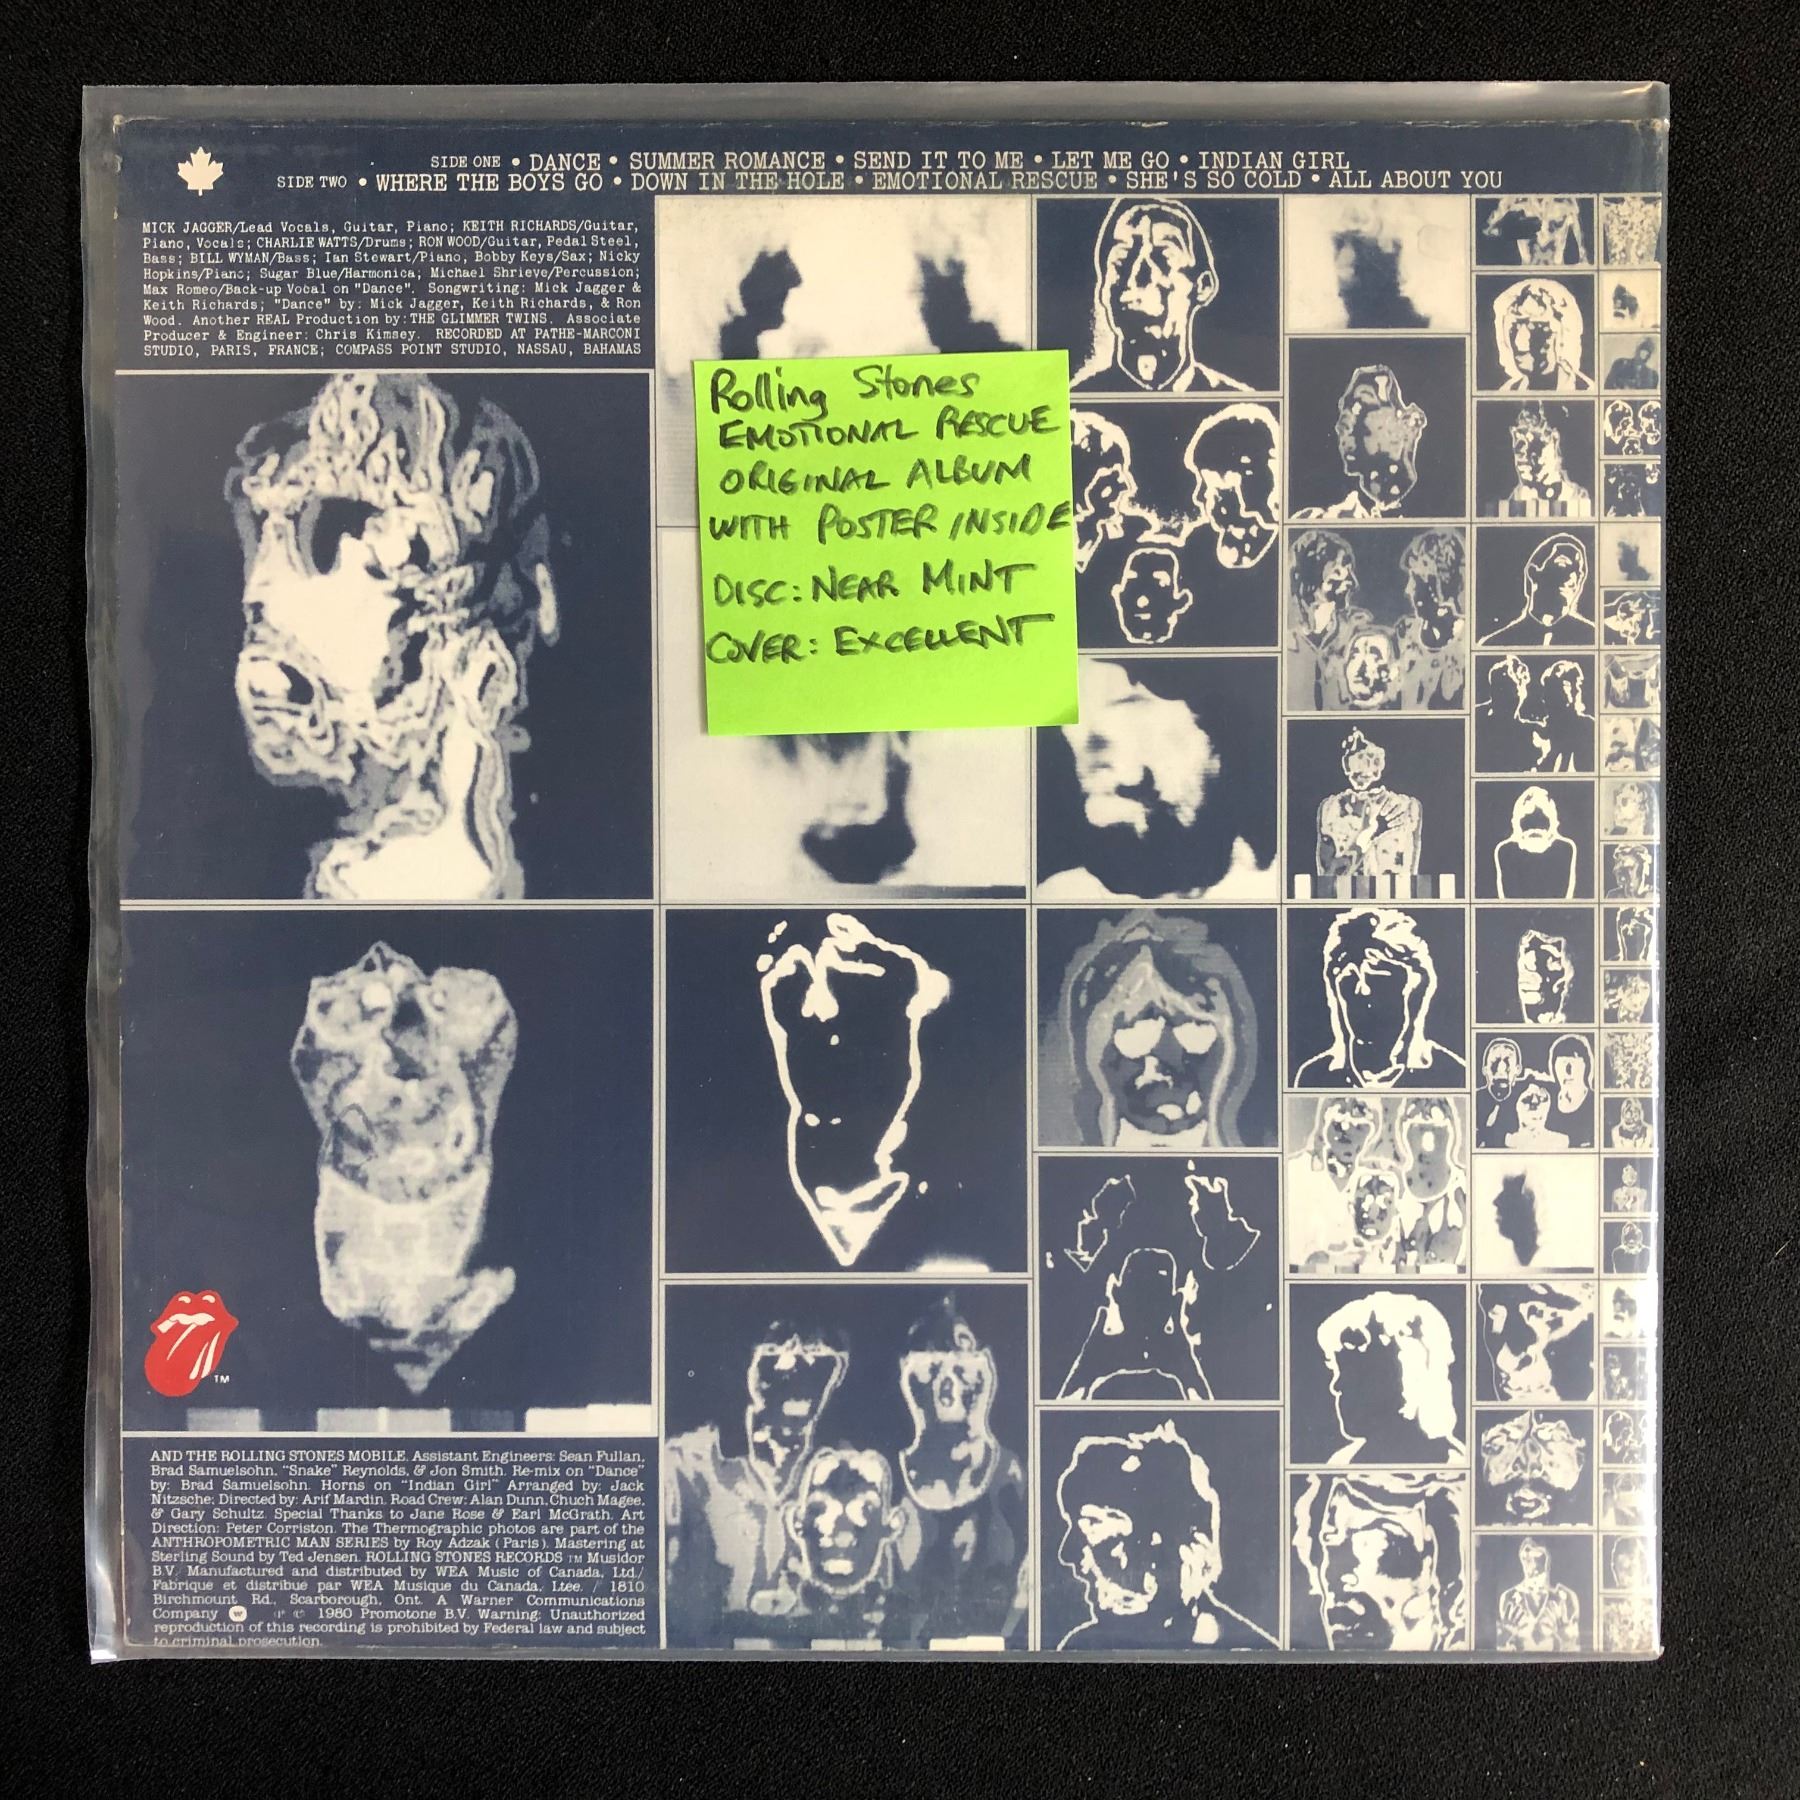 SIDE ONE • DANCE • SUMMER ROMANCE • SEND IT TO ME • LET ME GO • INDIAN GIRL
SIDE TWO • WHERE THE BOYS GO • DOWN IN THE HOLE • EMOTIONAL RESCUE • SHE'S SO COLD • ALL ABOUT YOU
MICK JAGGER/Lead Vocals, Guitar, Piano; KEITH RICHARDS/Guitar,
Piano, Vocals; CHARLIE WATTS/Drums; RON WOOD/Guitar, Pedal Steel,
Bass; BILL WYMAN/Bass; Ian Stewart/Piano, Bobby Keys/Sax; Nicky
Hopkins/Piano; Sugar Blue/Harmonica; Michael Shrieve/Percussion;
Max Romeo/Back-up Vocal on "Dance". Songwriting: Mick Jagger &
Keith Richards; "Dance" by: Mick Jagger, Keith Richards, & Ron
Wood. Another REAL Production by: THE GLIMMER TWINS. Associate
Producer & Engineer: Chris Kimsey. RECORDED AT PATHE-MARCONI
STUDIO, PARIS, FRANCE; COMPASS POINT STUDIO, NASSAU, BAHAMAS
Rolling Stones
EMOTIONAL RESCUE
ORIGINAL ALBUM
WITH POSTER INSIDE
DISC: NEAR MINT
COVER: EXCELLENT
TM
AND THE ROLLING STONES MOBILE. Assistant Engineers: Sean Fullan,
Brad Samuelsohn, "Snake" Reynolds, & Jon Smith. Re-mix on "Dance"
by: Brad Samuelsohn. Horns on "Indian Girl" Arranged by: Jack
Nitzsche; Directed by: Arif Mardin. Road Crew: Alan Dunn, Chuch Magee,
& Gary Schultz. Special Thanks to Jane Rose & Earl McGrath. Art
Direction: Peter Corriston. The Thermographic photos are part of the
ANTHROPOMETRIC MAN SERIES by Roy Adzak (Paris). Mastering at
Sterling Sound by Ted Jensen. ROLLING STONES RECORDS TM Musidor
B.V. Manufactured and distributed by WEA Music of Canada, Ltd./
Fabrique et distribue par WEA Musique du Canada, Ltee. / 1810
Birchmount Rd., Scarborough, Ont. A Warner Communications
Company ℗ © 1980 Promotone B.V. Warning: Unauthorized
reproduction of this recording is prohibited by Federal law and subject
to criminal prosecution.